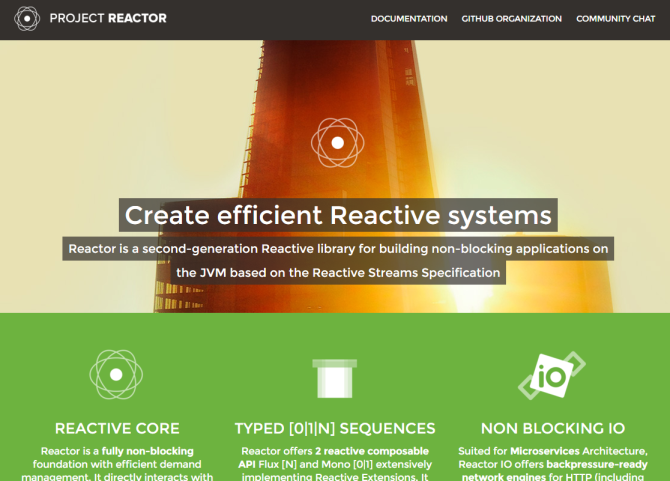 PROJECT REACTOR
DOCUMENTATION GITHUB ORGANIZATION COMMUNITY CHAT
Create efficient Reactive systems
Reactor is a second-generation Reactive library for building non-blocking applications on
the JVM based on the Reactive Streams Specification
iO
REACTIVE CORE
Reactor is a fully non-blocking
foundation with efficient demand
management. It directly interacts with
TYPED [0|1|N] SEQUENCES
Reactor offers 2 reactive composable
API Flux [N] and Mono [0|1] extensively
implementing Reactive Extensions. It
NON BLOCKING IO
Suited for Microservices Architecture,
Reactor IO offers backpressure-ready
network engines for HTTP (including